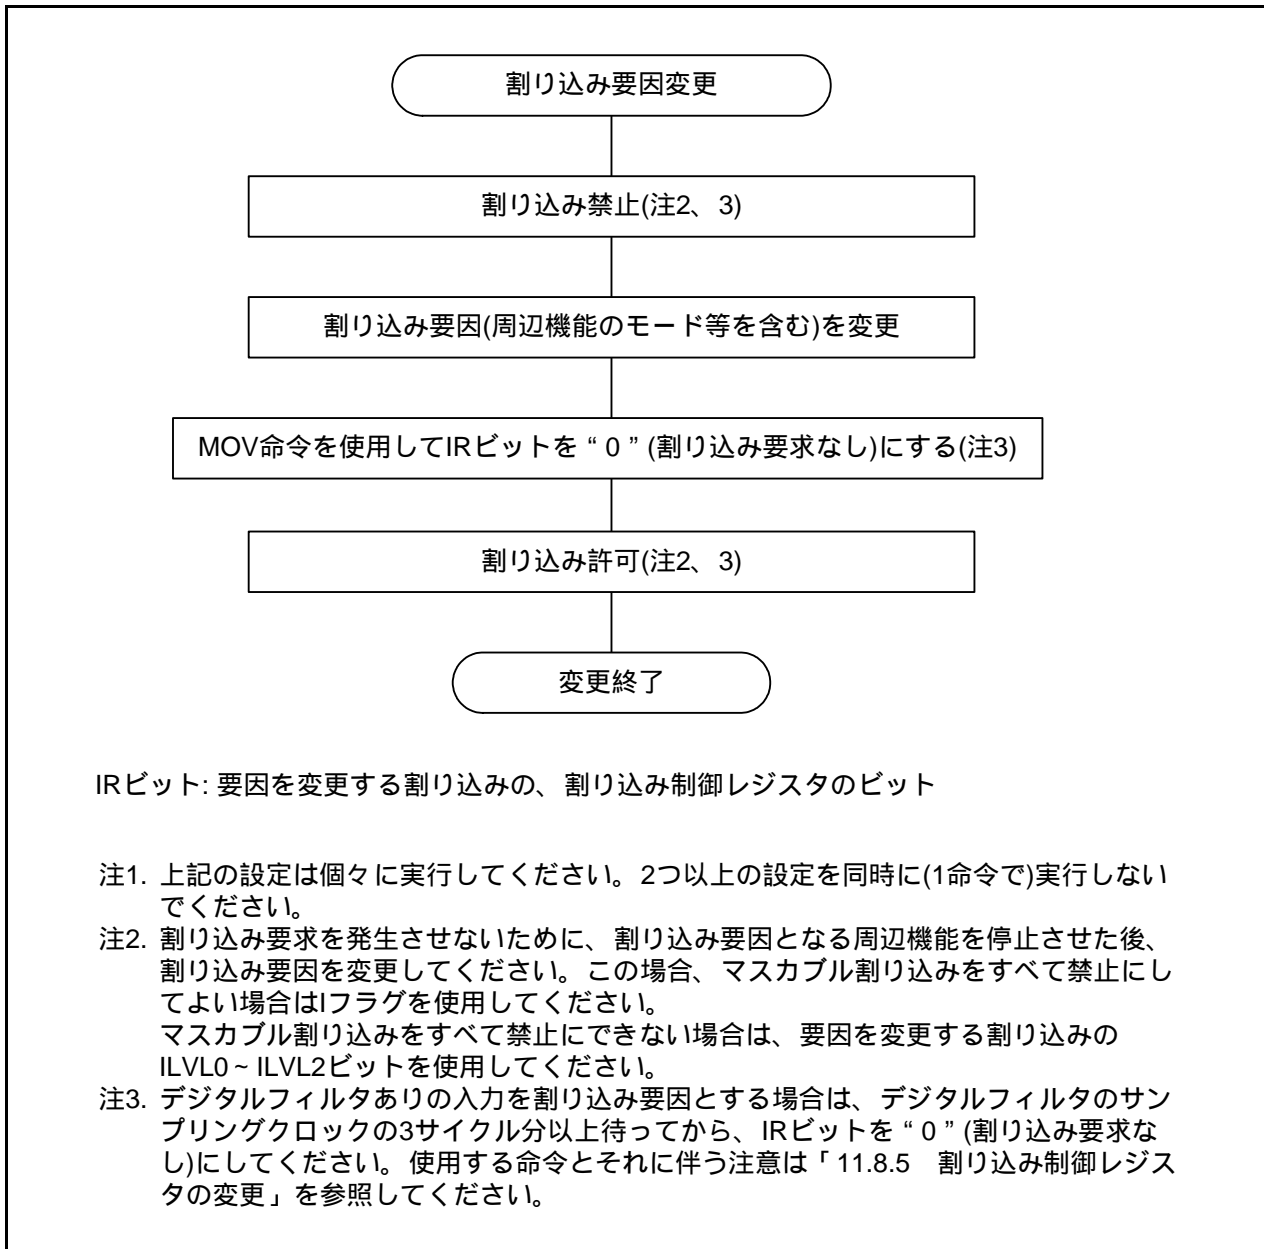 割り込み要因変更
割り込み禁止(注2、3)
割り込み要因(周辺機能のモード等を含む)を変更
MOV命令を使用してIRビットを“0”(割り込み要求なし)にする(注3)
割り込み許可(注2、3)
変更終了
IRビット: 要因を変更する割り込みの、割り込み制御レジスタのビット
注1. 上記の設定は個々に実行してください。2つ以上の設定を同時に(1命令で)実行しない
でください。
注2. 割り込み要求を発生させないために、割り込み要因となる周辺機能を停止させた後、
割り込み要因を変更してください。この場合、マスカブル割り込みをすべて禁止にし
てよい場合はIフラグを使用してください。
マスカブル割り込みをすべて禁止にできない場合は、要因を変更する割り込みの
ILVL0~ILVL2ビットを使用してください。
注3. デジタルフィルタありの入力を割り込み要因とする場合は、デジタルフィルタのサン
プリングクロックの3サイクル分以上待ってから、IRビットを“0”(割り込み要求な
し)にしてください。使用する命令とそれに伴う注意は「11.8.5 割り込み制御レジス
タの変更」を参照してください。